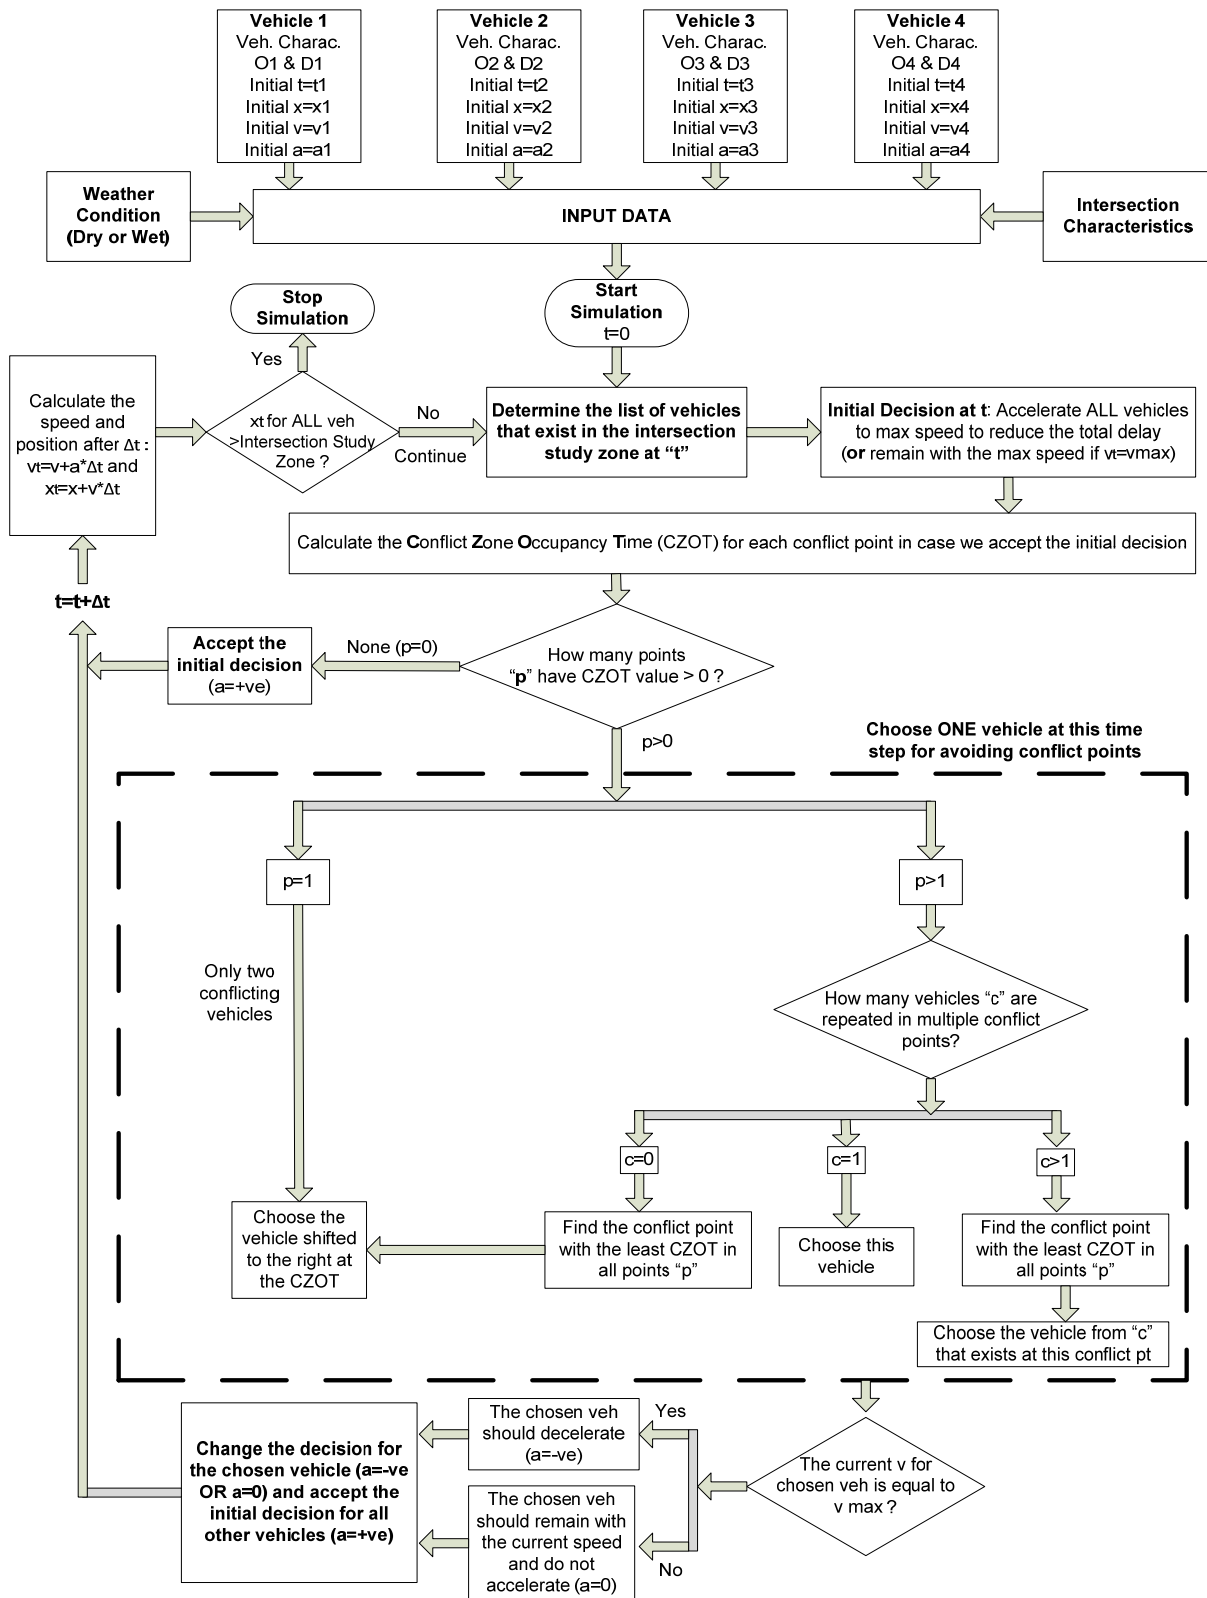 Vehicle 1
Veh. Charac.
O1 & D1
Initial t=t1
Initial x=x1
Initial v=v1
Initial a=a1
Vehicle 2
Veh. Charac.
O2 & D2
Initial t=t2
Initial x=x2
Initial v=v2
Initial a=a2
Vehicle 3
Veh. Charac.
O3 & D3
Initial t=t3
Initial x=x3
Initial v=v3
Initial a=a3
Vehicle 4
Veh. Charac.
O4 & D4
Initial t=t4
Initial x=x4
Initial v=v4
Initial a=a4
Weather
Condition
(Dry or Wet)
INPUT DATA
Intersection
Characteristics
Stop
Simulation
Start
Simulation
t=0
Yes
Calculate the
speed and
position after Δt :
vt=v+a*Δt and
xt=x+v*Δt
xt for ALL veh
>Intersection Study
Zone ?
No
Continue
Determine the list of vehicles
that exist in the intersection
study zone at “t”
Initial Decision at t: Accelerate ALL vehicles
to max speed to reduce the total delay
(or remain with the max speed if vt=vmax)
Calculate the Conflict Zone Occupancy Time (CZOT) for each conflict point in case we accept the initial decision
t=t+Δt
Accept the
initial decision
(a=+ve)
None (p=0)
How many points
“p” have CZOT value > 0 ?
p>0
Choose ONE vehicle at this time
step for avoiding conflict points
p=1
p>1
Only two
conflicting
vehicles
How many vehicles “c” are
repeated in multiple conflict
points?
c=0
c=1
c>1
Choose the
vehicle shifted
to the right at
the CZOT
Find the conflict point
with the least CZOT in
all points “p”
Choose this
vehicle
Find the conflict point
with the least CZOT in
all points “p”
Choose the vehicle from “c”
that exists at this conflict pt
Change the decision for
the chosen vehicle (a=-ve
OR a=0) and accept the
initial decision for all
other vehicles (a=+ve)
The chosen veh
should decelerate
(a=-ve)
Yes
The current v for
chosen veh is equal to
v max ?
The chosen veh
should remain with
the current speed
and do not
accelerate (a=0)
No